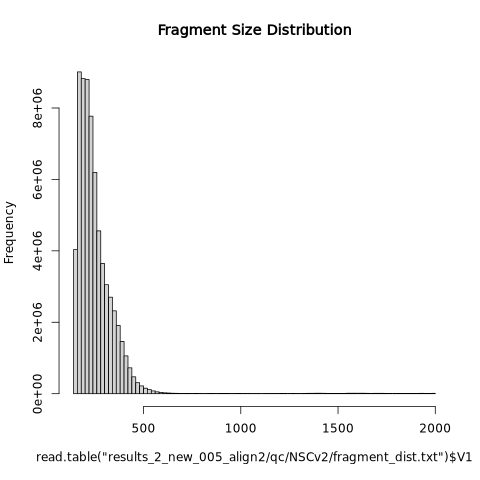 Fragment Size Distribution
Frequency
8e+06
6e+06
4e+06
2e+06
0e+00
500 1000 1500 2000
read.table("results_2_new_005_align2/qc/NSCv2/fragment_dist.txt")$V1